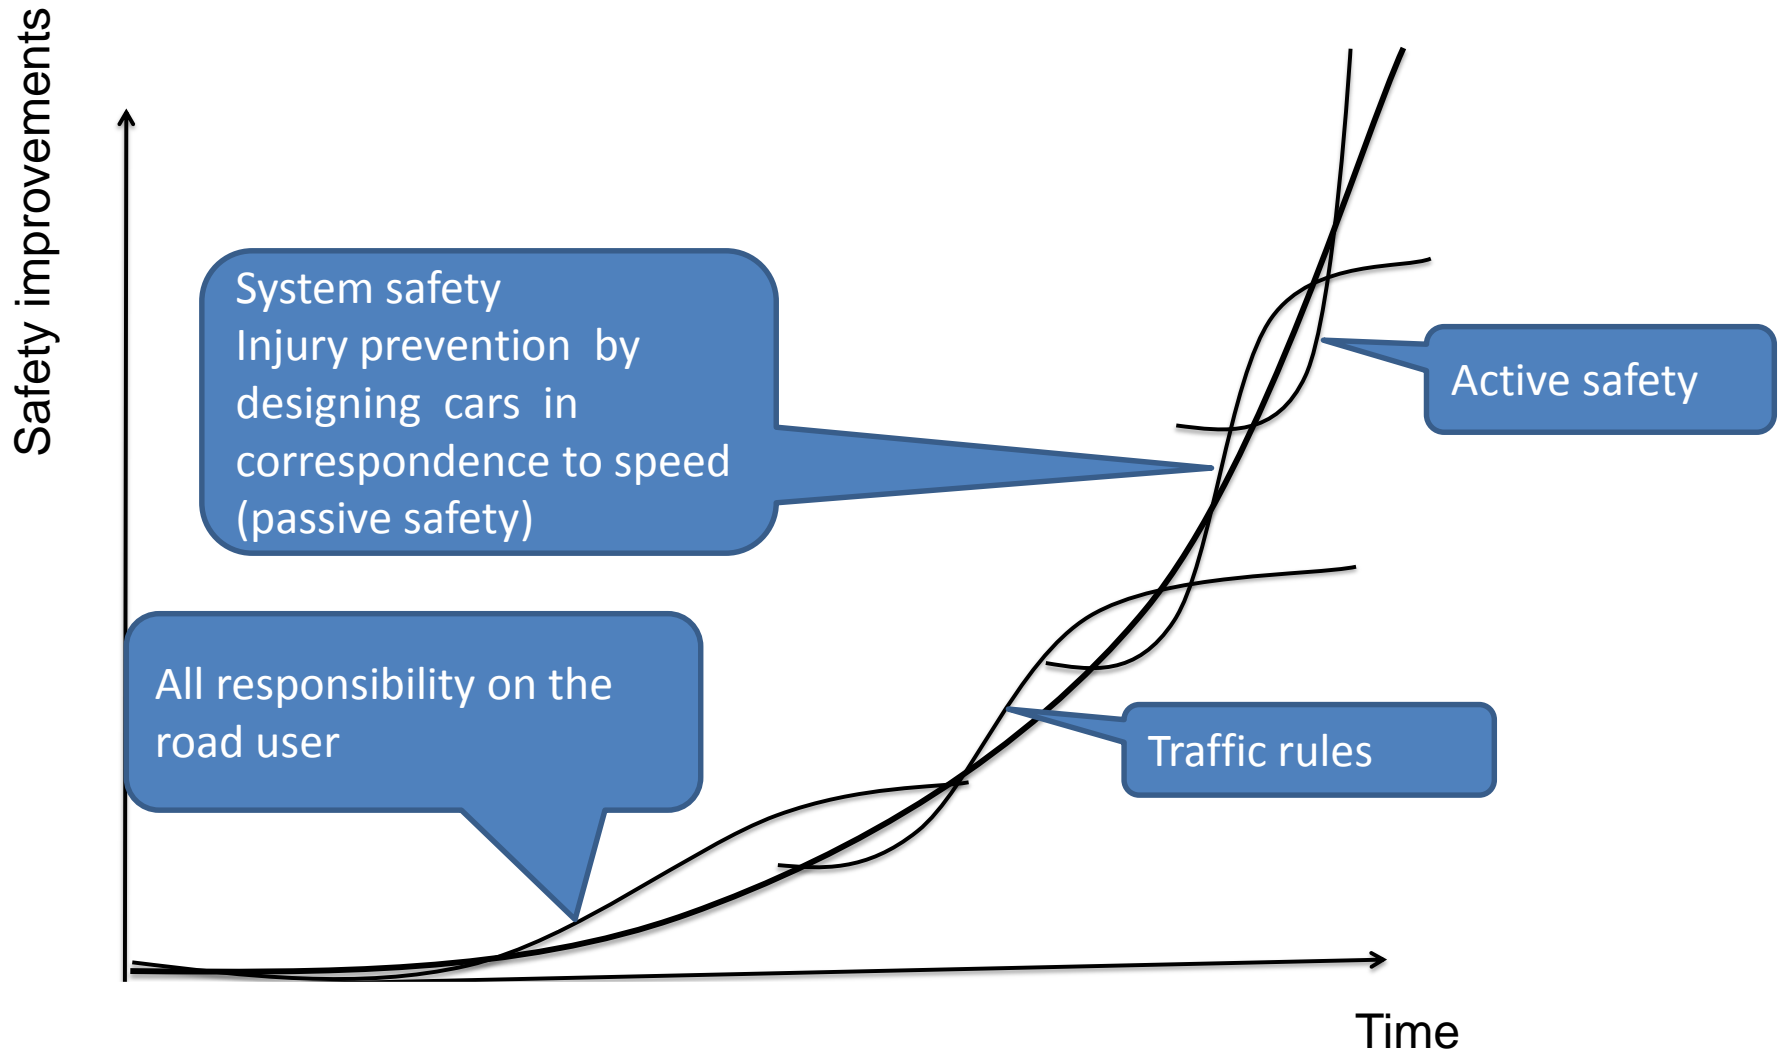 Safety improvements
System safety
Injury prevention by
designing cars in
correspondence to speed
(passive safety)
Active safety
All responsibility on the
road user
Traffic rules
Time